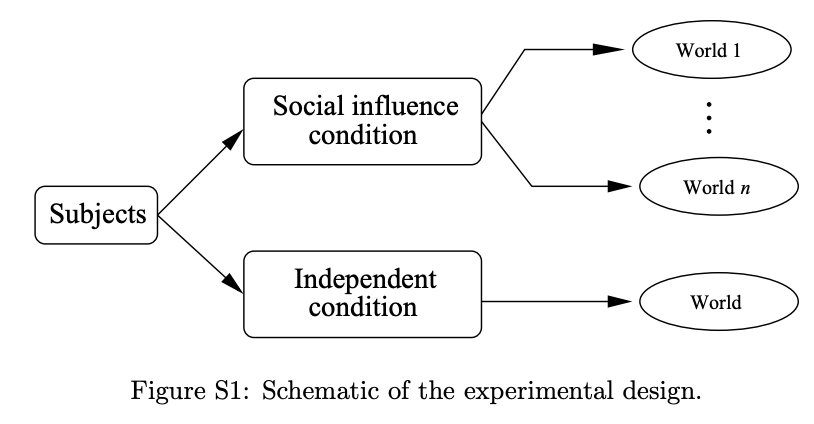 World 1
Social influence
condition
World n
Subjects
Independent
condition
World
Figure S1: Schematic of the experimental design.